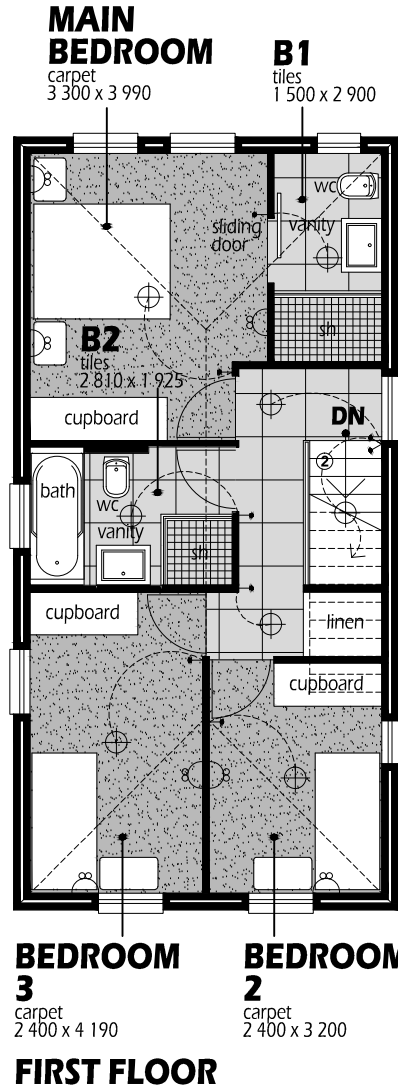 MAIN
BEDROOM
carpet
3 300 x 3 990
B1
tiles
1 500 x 2 900
wc
vanity
sliding
door
sh
B2
tiles
2 810 x 1 925
cupboard
DN
2
bath
wc
vanity
sh
cupboard
linen
cupboard
BEDROOM
3
carpet
2 400 x 4 190
BEDROOM
2
carpet
2 400 x 3 200
FIRST FLOOR